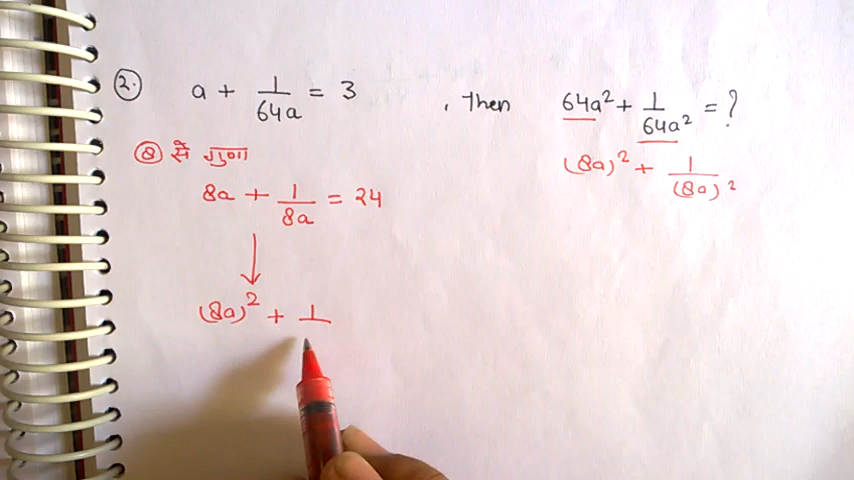 2. a + 1/64a = 3 , Then 64a² + 1/64a² = ?
⑧ से गुणा (8a)² + 1/(8a)²
8a + 1/8a = 24
(8a)² + 1/